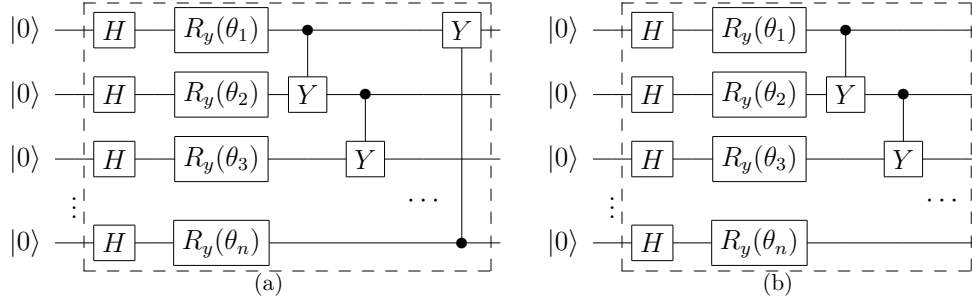 |0⟩ H R_y(θ_1) Y |0⟩ H R_y(θ_1)
|0⟩ H R_y(θ_2) Y |0⟩ H R_y(θ_2) Y
|0⟩ H R_y(θ_3) Y |0⟩ H R_y(θ_3) Y
⋮ ⋯ ⋮ ⋯
|0⟩ H R_y(θ_n) |0⟩ H R_y(θ_n)
(a) (b)